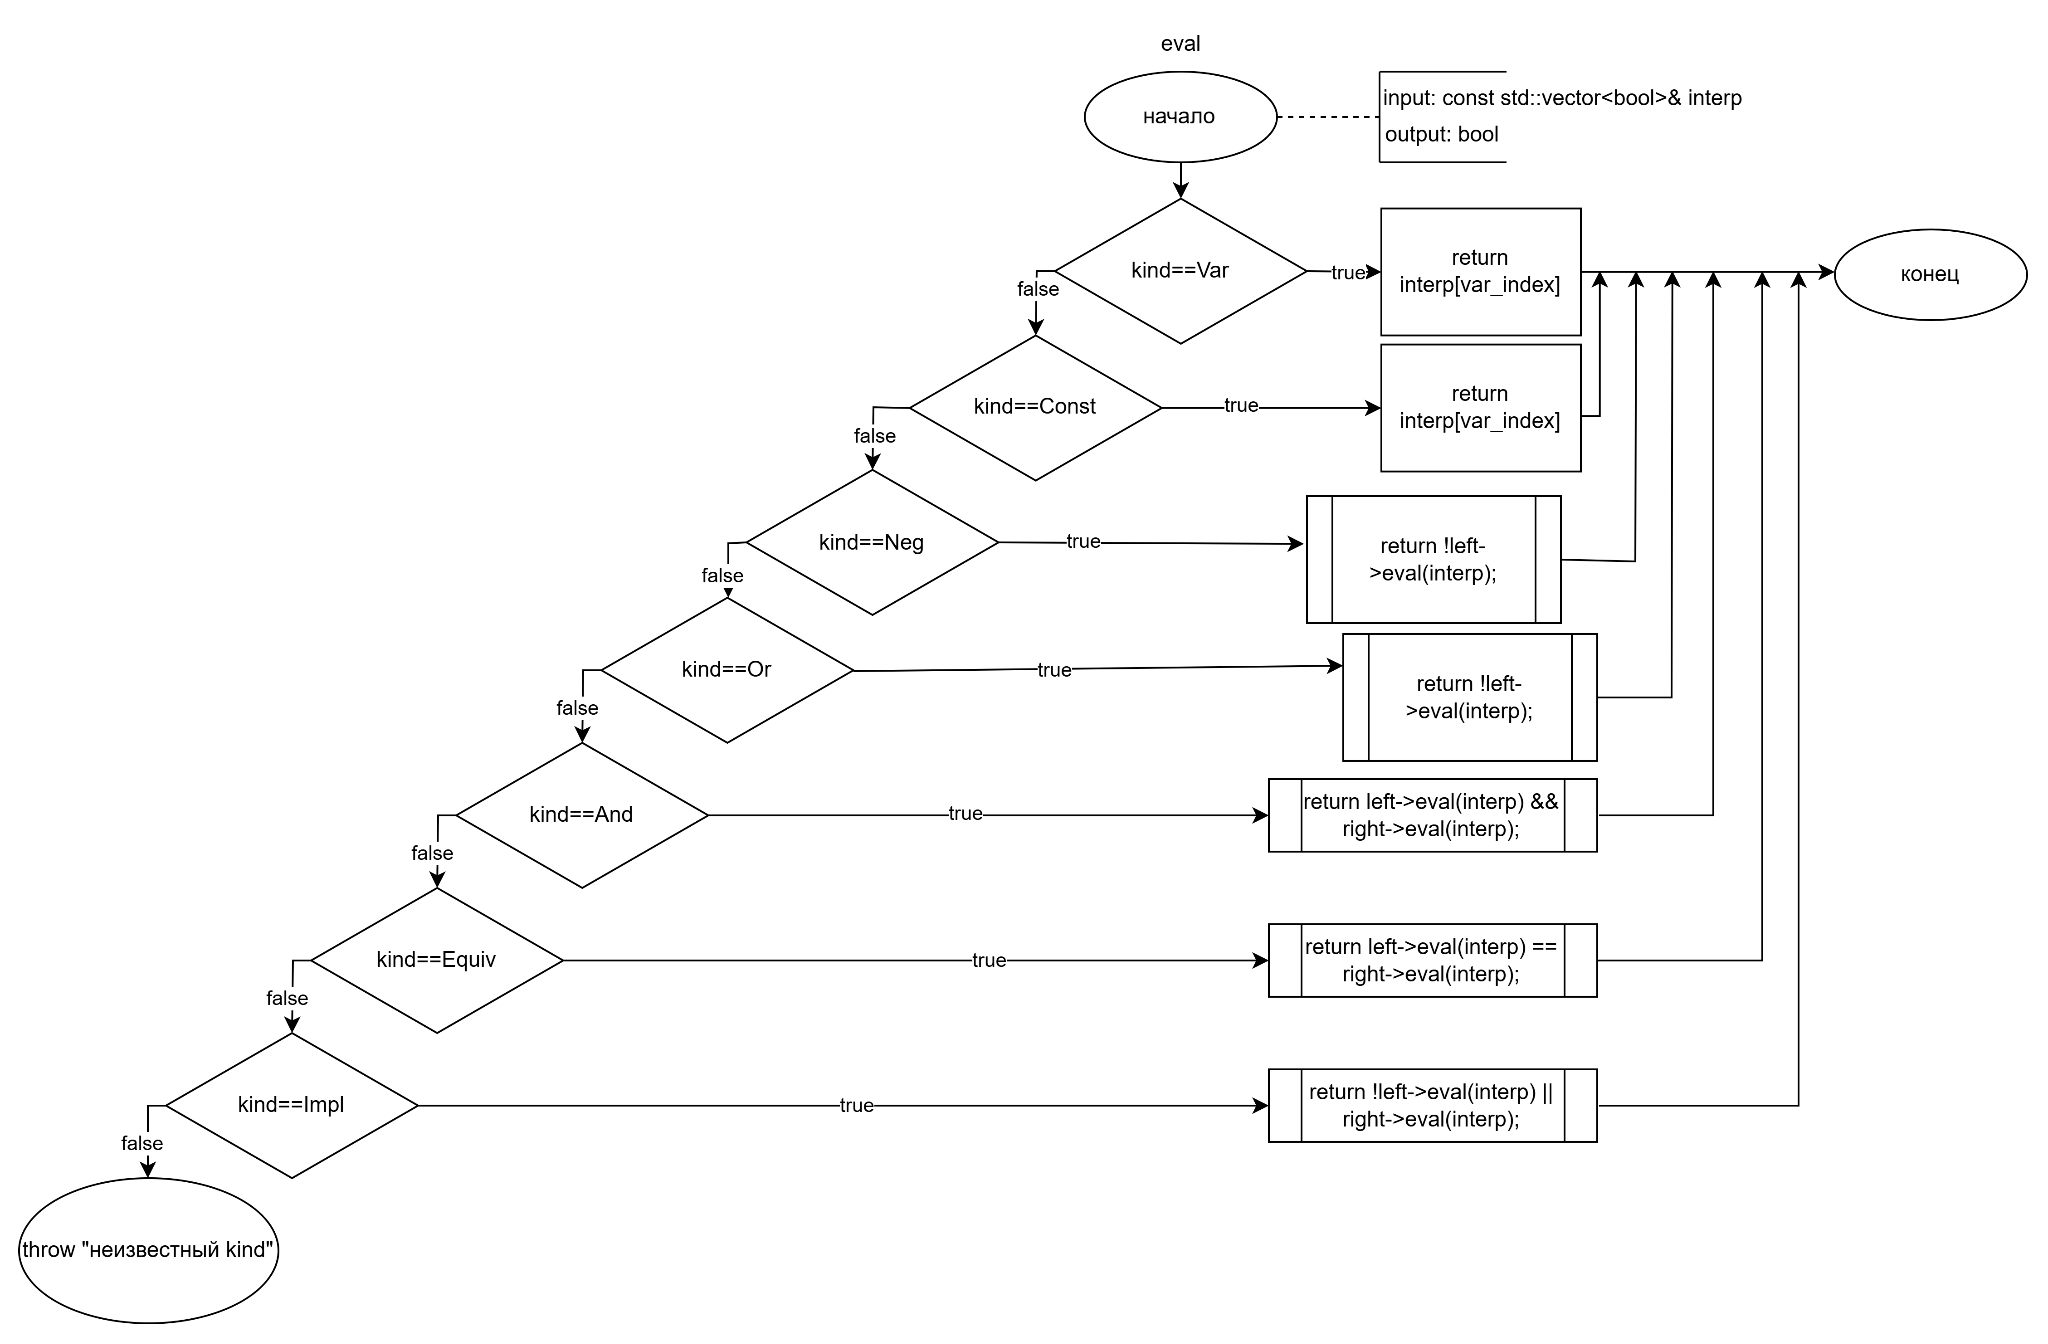 eval
начало
input: const std::vector<bool>& interp
output: bool
kind==Var
true
return
interp[var_index]
конец
false
kind==Const
true
return
interp[var_index]
false
kind==Neg
true
return !left-
>eval(interp);
false
kind==Or
true
return !left-
>eval(interp);
false
kind==And
true
return left->eval(interp) &&
right->eval(interp);
false
kind==Equiv
true
return left->eval(interp) ==
right->eval(interp);
false
kind==Impl
true
return !left->eval(interp) ||
right->eval(interp);
false
throw "неизвестный kind"